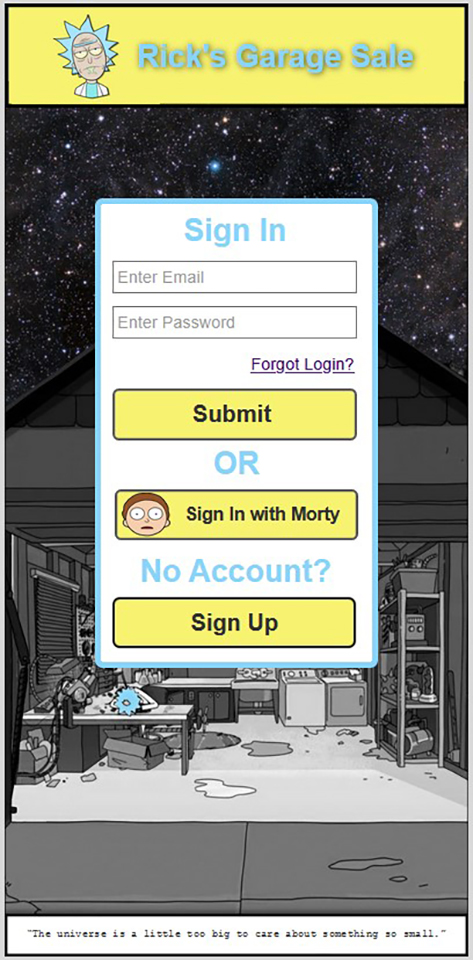 Rick's Garage Sale
Sign In
Enter Email
Enter Password
Forgot Login?
Submit
OR
Sign In with Morty
No Account?
Sign Up
"The universe is a little too big to care about something so small."